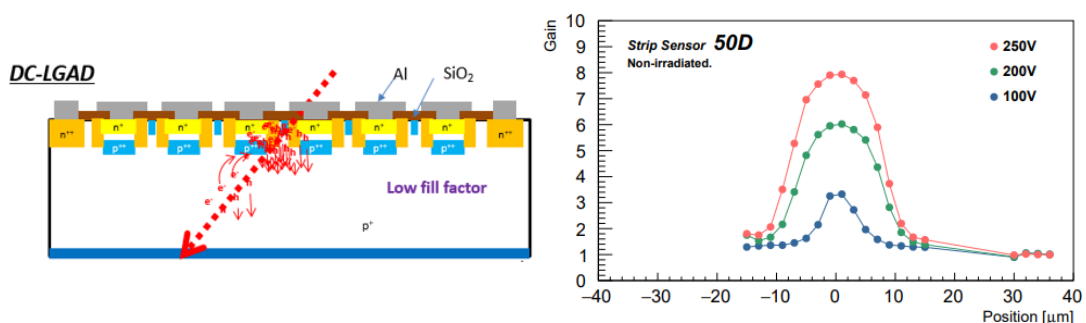 DC-LGAD
Al
SiO₂
n⁺⁺
n⁺
n⁺
n⁺
n⁺
n⁺
n⁺
n⁺⁺
p⁺⁺
p⁺⁺
p⁺⁺
p⁺⁺
p⁺⁺
p⁺⁺
e⁻
e⁻
h
h
Low fill factor
p⁺
Gain
10
9
8
7
6
5
4
3
2
1
0
Strip Sensor 50D
Non-irradiated.
250V
200V
100V
−40 −30 −20 −10 0 10 20 30 40
Position [μm]